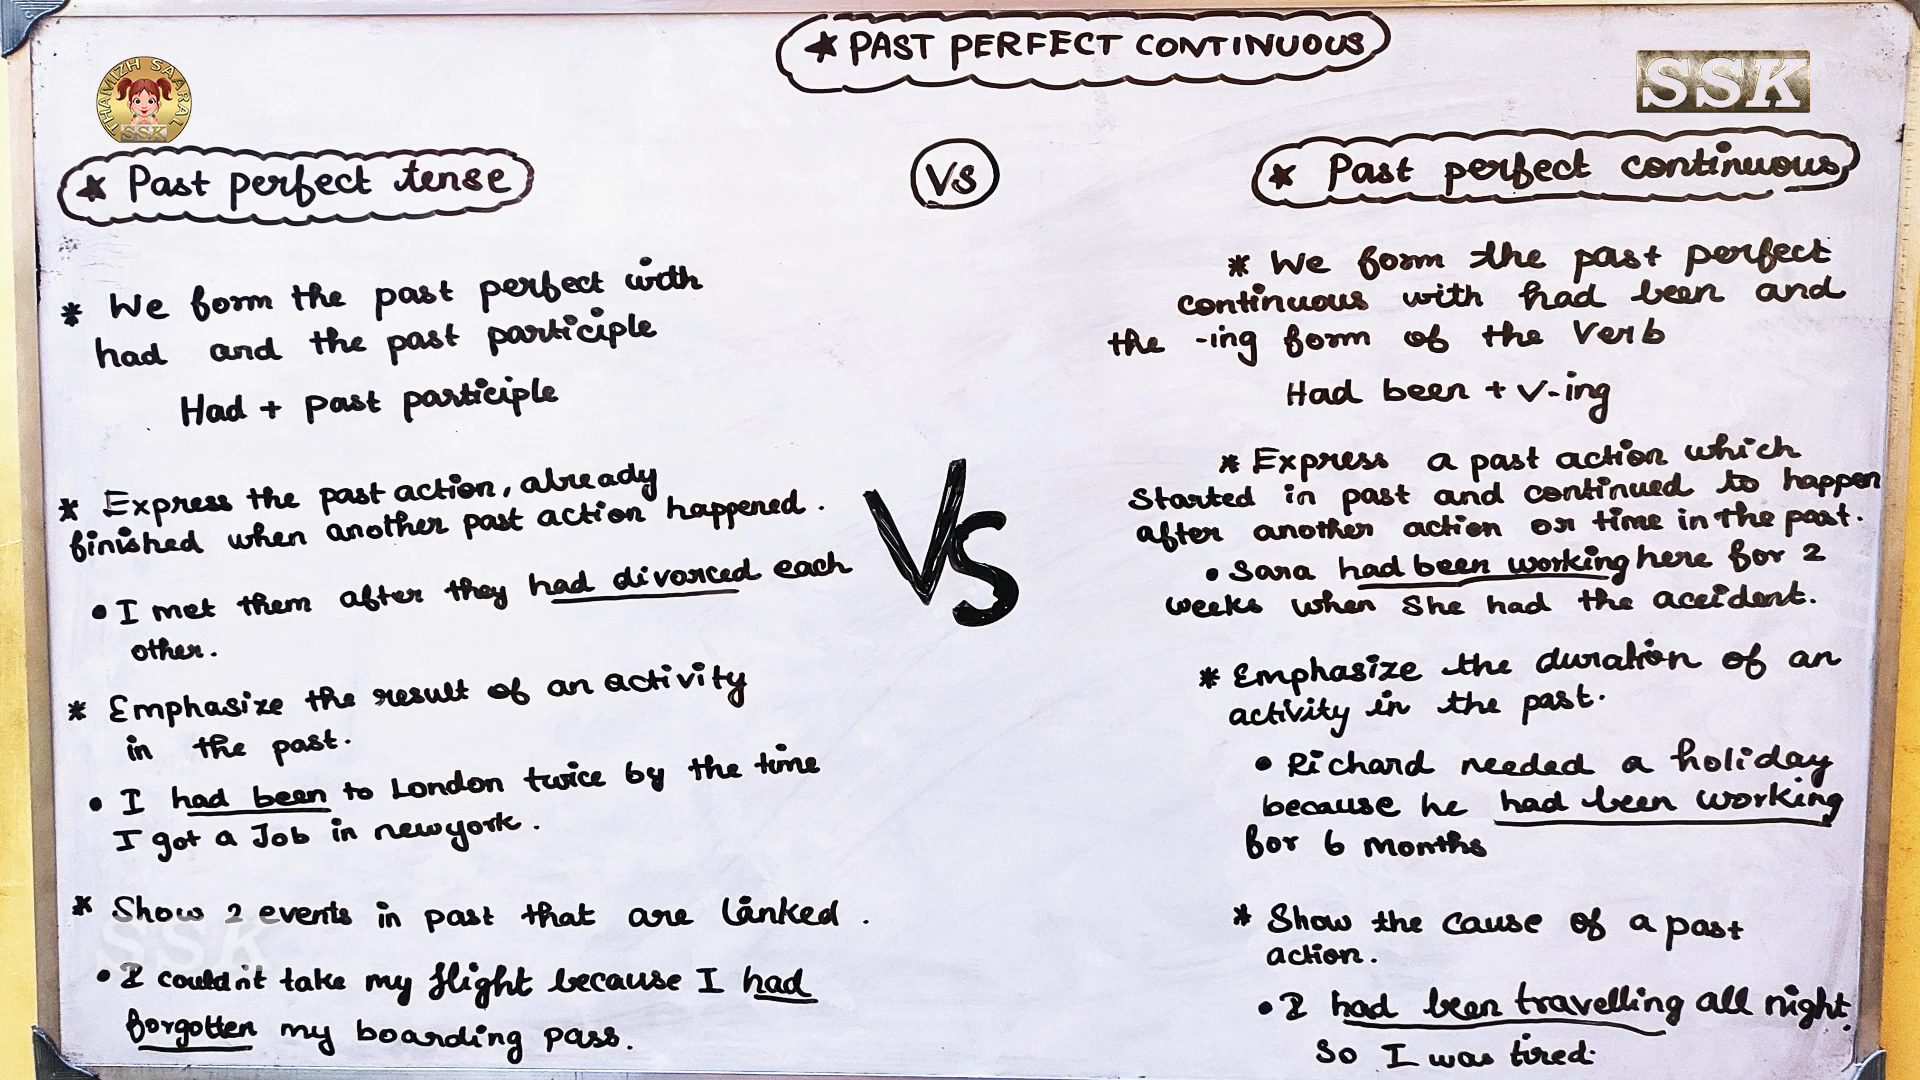 * PAST PERFECT CONTINUOUS
THAMIZH SAARAL
SSK
SSK
* Past perfect tense
Vs
* Past perfect continuous
* We form the past perfect with
had and the past participle
Had + past participle
* Express the past action, already
finished when another past action happened.
• I met them after they had divorced each
other.
* Emphasize the result of an activity
in the past.
• I had been to London twice by the time
I got a Job in newyork.
* Show 2 events in past that are linked.
SSK
• I couldn't take my flight because I had
forgotten my boarding pass.
VS
* We form the past perfect
continuous with had been and
the -ing form of the Verb
Had been + V-ing
* Express a past action which
Started in past and continued to happen
after another action or time in the past.
• Sara had been working here for 2
weeks when She had the accident.
* Emphasize the duration of an
activity in the past.
• Richard needed a holiday
because he had been working
for 6 months
* Show the cause of a past
action.
• I had been travelling all night.
So I was tired.